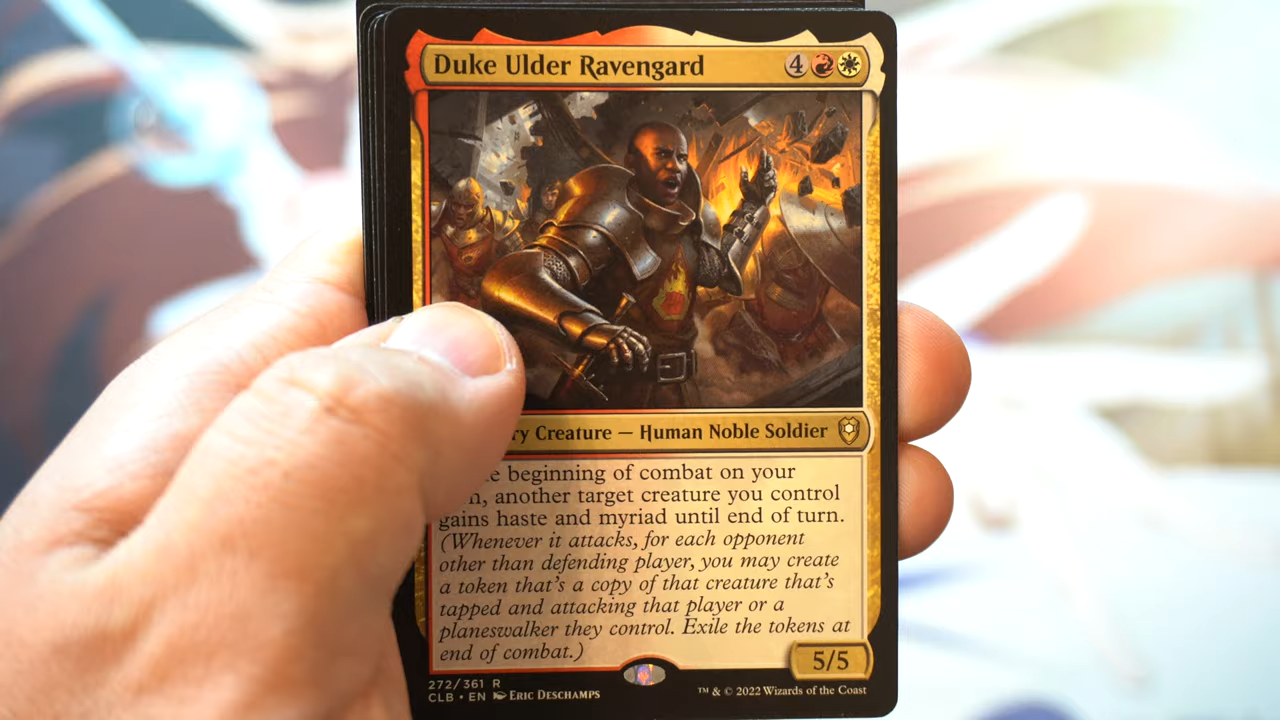 Duke Ulder Ravengard 4
Creature — Human Noble Soldier
beginning of combat on your
another target creature you control
gains haste and myriad until end of turn.
(Whenever it attacks, for each opponent
other than defending player, you may create
a token that's a copy of that creature that's
tapped and attacking that player or a
planeswalker they control. Exile the tokens at
end of combat.)
5/5
272/361 R
CLB • EN Eric Deschamps
™ & © 2022 Wizards of the Coast